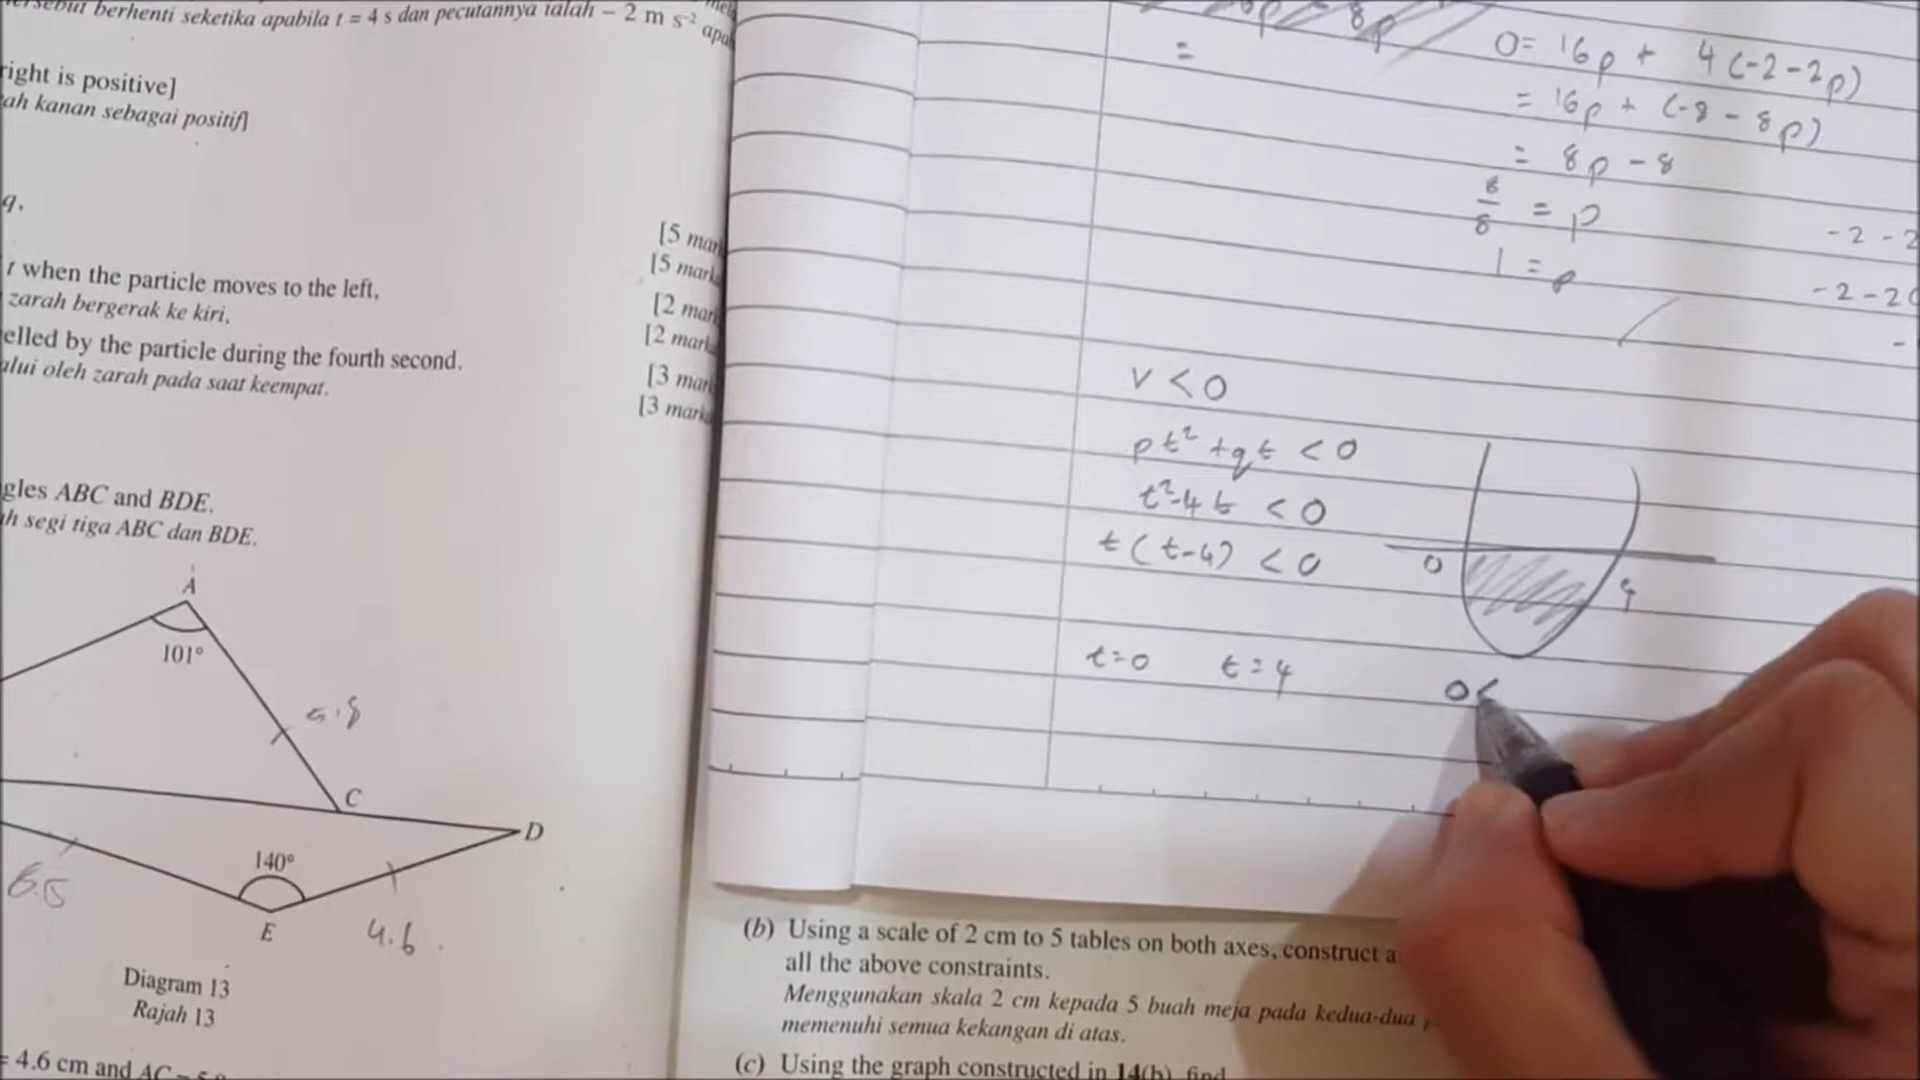 berhenti seketika apabila t = 4 s dan pecutannya ialah – 2 m s⁻²
right is positive]
ah kanan sebagai positif]
q.
[5
[5
t when the particle moves to the left,
zarah bergerak ke kiri,
[2
[2
elled by the particle during the fourth second.
alui oleh zarah pada saat keempat.
[3
[3
gles ABC and BDE.
ah segi tiga ABC dan BDE.
A
101°
5.8
C
D
140°
6.5
E
4.6
Diagram 13
Rajah 13
= 4.6 cm and AC
0= 16p + 4(-2-2p)
=
= 16p + (-8 - 8p)
= 8p - 8
8/8 = p
1 = p
-2 -
-2 -
v < 0
pt² + qt < 0
t²-4t < 0
t(t-4) < 0
0
4
t=0 t=4
0<
(b) Using a scale of 2 cm to 5 tables on both axes, construct a
all the above constraints.
Menggunakan skala 2 cm kepada 5 buah meja pada kedua-dua
memenuhi semua kekangan di atas.
(c) Using the graph constructed in 14(b), find